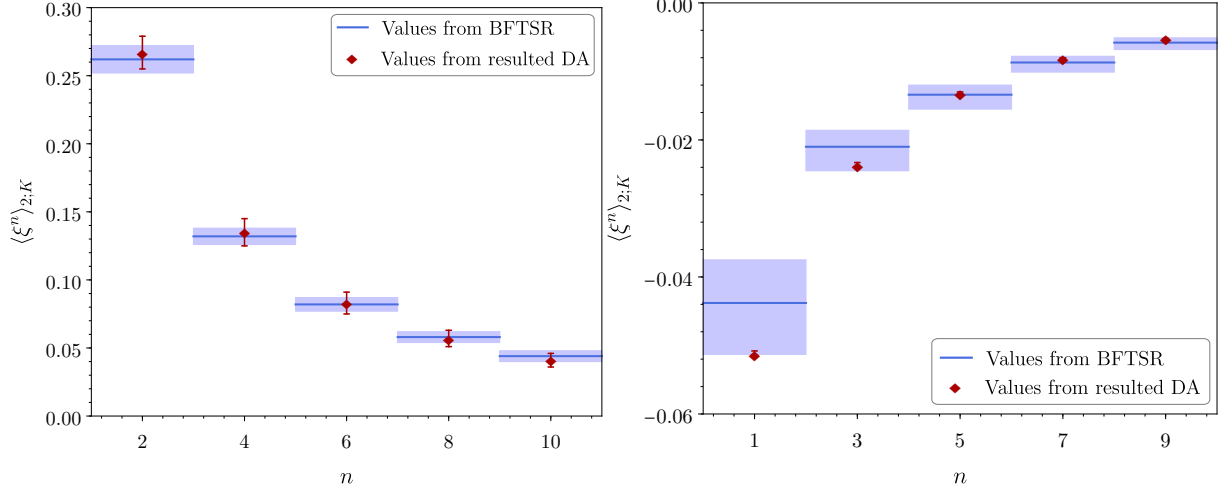 0.30
0.25
0.20
0.15
0.10
0.05
0.00
⟨ξⁿ⟩₂;K
Values from BFTSR
Values from resulted DA
2 4 6 8 10
n
0.00
−0.02
−0.04
−0.06
⟨ξⁿ⟩₂;K
Values from BFTSR
Values from resulted DA
1 3 5 7 9
n